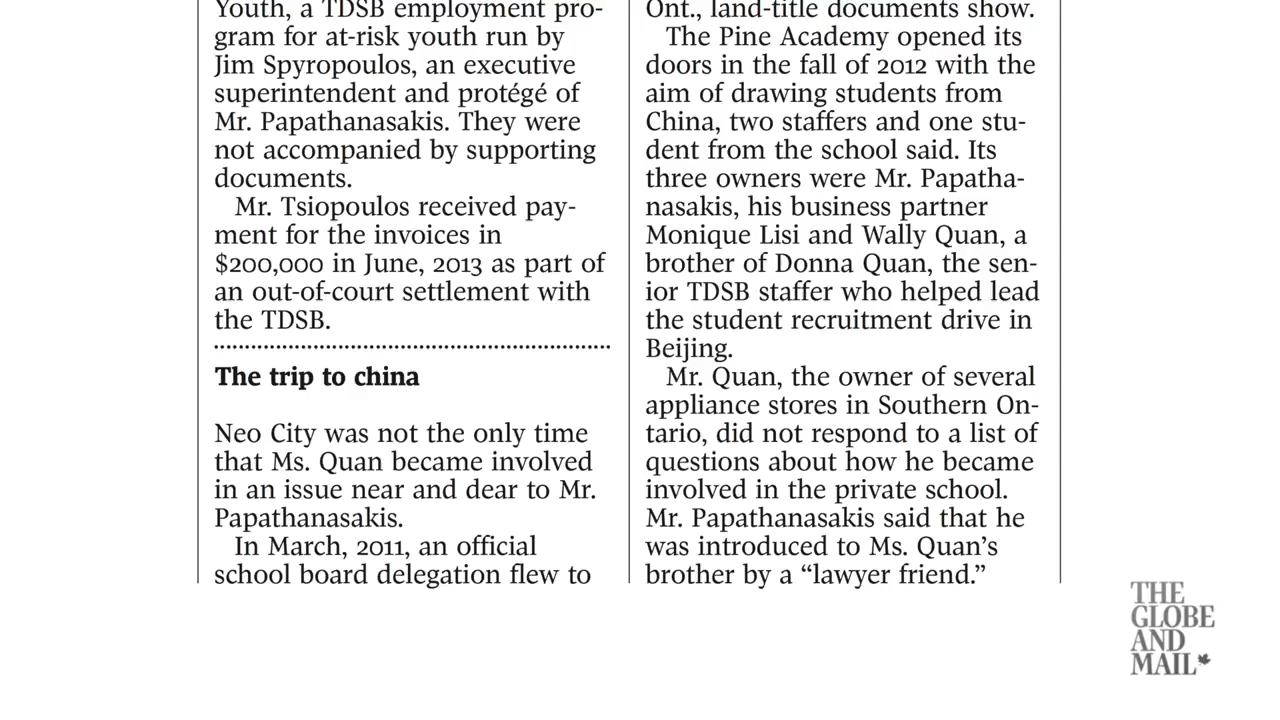 Youth, a TDSB employment pro-
gram for at-risk youth run by
Jim Spyropoulos, an executive
superintendent and protégé of
Mr. Papathanasakis. They were
not accompanied by supporting
documents.
Mr. Tsiopoulos received pay-
ment for the invoices in
$200,000 in June, 2013 as part of
an out-of-court settlement with
the TDSB.
The trip to china
Neo City was not the only time
that Ms. Quan became involved
in an issue near and dear to Mr.
Papathanasakis.
In March, 2011, an official
school board delegation flew to
Ont., land-title documents show.
The Pine Academy opened its
doors in the fall of 2012 with the
aim of drawing students from
China, two staffers and one stu-
dent from the school said. Its
three owners were Mr. Papatha-
nasakis, his business partner
Monique Lisi and Wally Quan, a
brother of Donna Quan, the sen-
ior TDSB staffer who helped lead
the student recruitment drive in
Beijing.
Mr. Quan, the owner of several
appliance stores in Southern On-
tario, did not respond to a list of
questions about how he became
involved in the private school.
Mr. Papathanasakis said that he
was introduced to Ms. Quan’s
brother by a “lawyer friend.”
THE
GLOBE
AND
MAIL